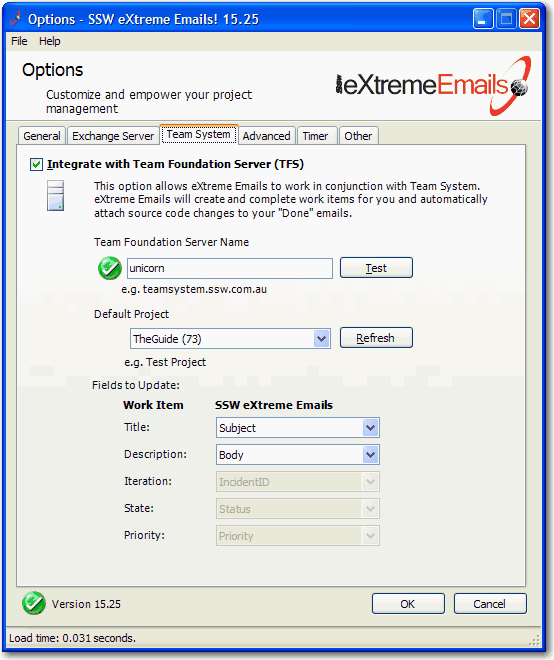 Options - SSW eXtreme Emails! 15.25
File Help
Options
Customize and empower your project
management
SSW eXtremeEmails
General Exchange Server Team System Advanced Timer Other
Integrate with Team Foundation Server (TFS)
This option allows eXtreme Emails to work in conjunction with Team System.
eXtreme Emails will create and complete work items for you and automatically
attach source code changes to your "Done" emails.
Team Foundation Server Name
unicorn Test
e.g. teamsystem.ssw.com.au
Default Project
TheGuide (73) Refresh
e.g. Test Project
Fields to Update:
Work Item SSW eXtreme Emails
Title: Subject
Description: Body
Iteration: IncidentID
State: Status
Priority: Priority
Version 15.25 OK Cancel
Load time: 0.031 seconds.